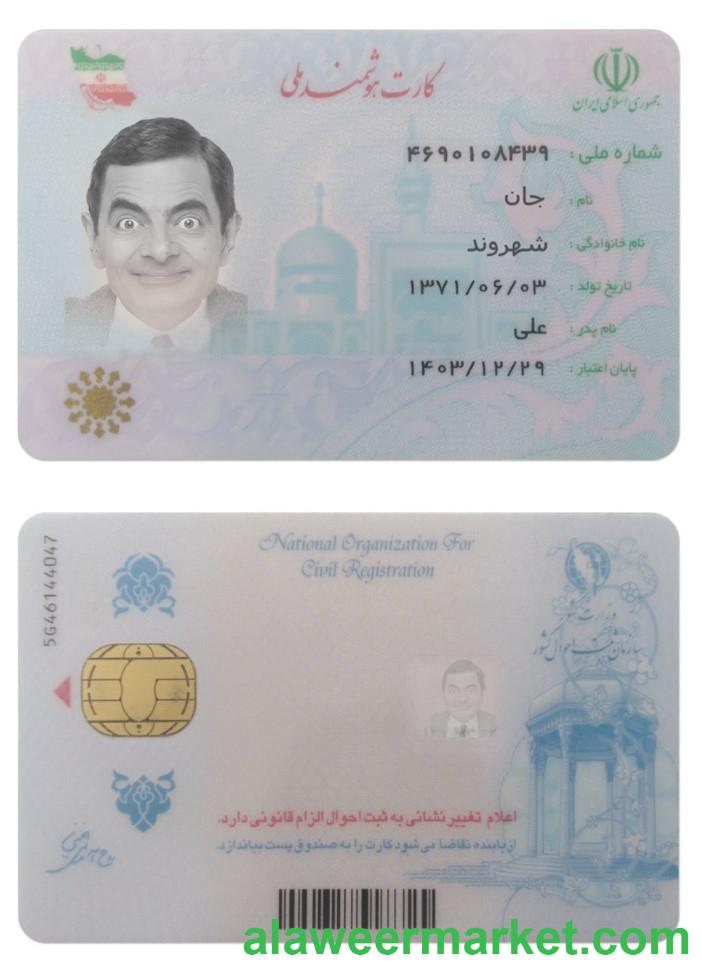 کارت هوشمند ملی
جمهوری اسلامی ایران
شماره ملی: ۴۶۹۰۱۰۸۴۳۹
نام: جان
نام خانوادگی: شهروند
تاریخ تولد: ۱۳۷۱/۰۶/۰۳
نام پدر: علی
پایان اعتبار: ۱۴۰۳/۱۲/۲۹
National Organization For
Civil Registration
5G46144047
وزارت کشور
سازمان ثبت احوال کشور
اعلام تغییر نشانی به ثبت احوال الزام قانونی دارد.
از یابنده تقاضا می شود کارت را به صندوق پست بیاندازد.
alaweermarket.com